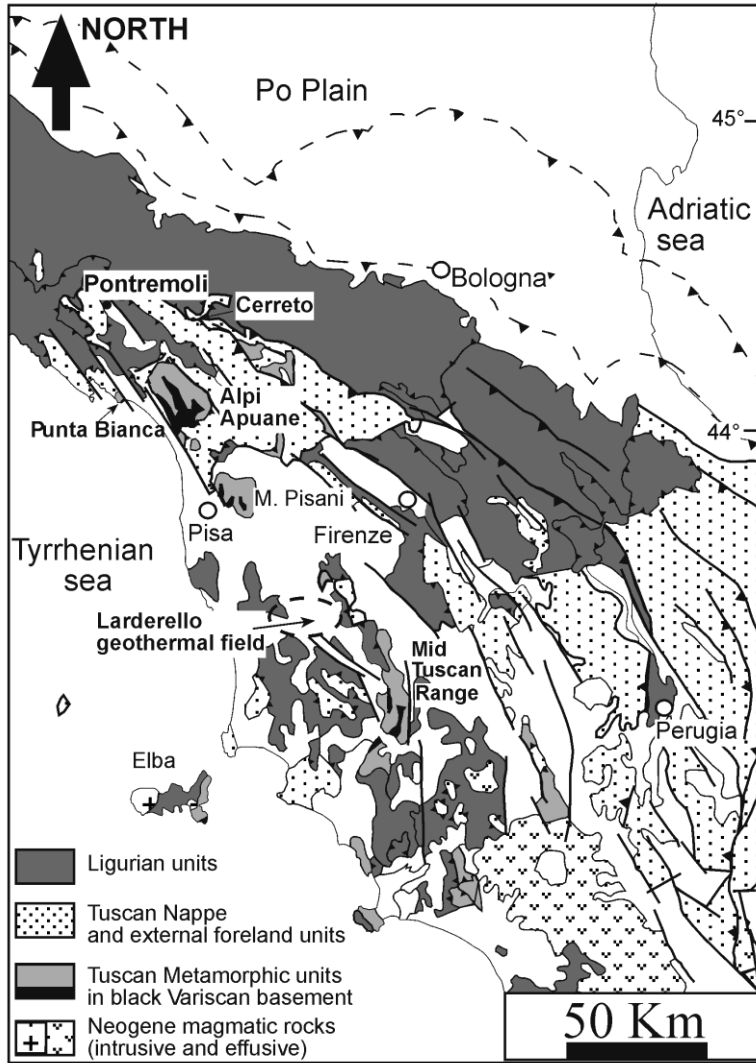 NORTH
Po Plain
45°
Adriatic
sea
Bologna
Pontremoli
Cerreto
Alpi
Apuane
Punta Bianca
44°
M. Pisani
Pisa
Firenze
Tyrrhenian
sea
Larderello
geothermal field
Mid
Tuscan
Range
Perugia
Elba
Ligurian units
Tuscan Nappe
and external foreland units
Tuscan Metamorphic units
in black Variscan basement
Neogene magmatic rocks
(intrusive and effusive)
50 Km